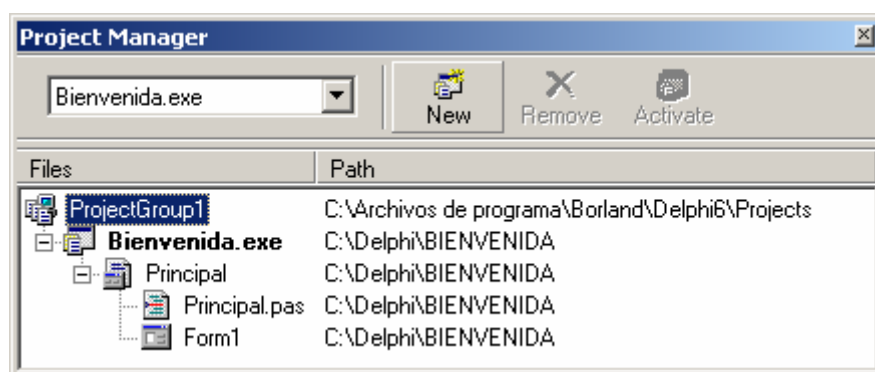 Project Manager
Bienvenida.exe
New Remove Activate
Files Path
ProjectGroup1 C:\Archivos de programa\Borland\Delphi6\Projects
Bienvenida.exe C:\Delphi\BIENVENIDA
Principal C:\Delphi\BIENVENIDA
Principal.pas C:\Delphi\BIENVENIDA
Form1 C:\Delphi\BIENVENIDA